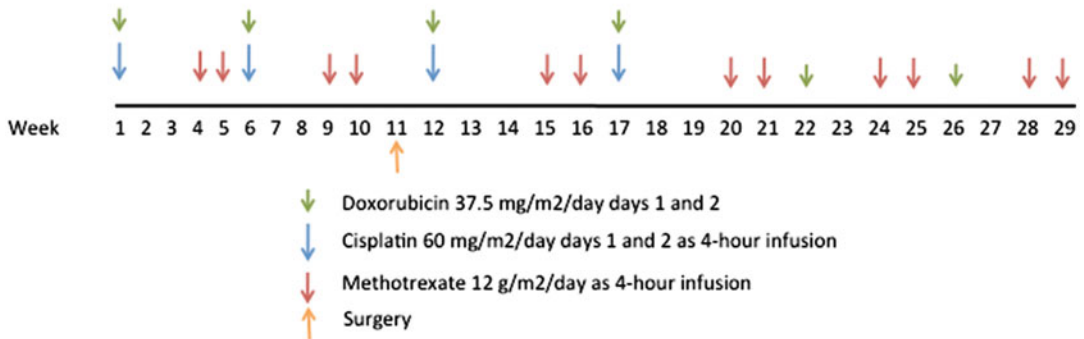 Week 1 2 3 4 5 6 7 8 9 10 11 12 13 14 15 16 17 18 19 20 21 22 23 24 25 26 27 28 29
Doxorubicin 37.5 mg/m2/day days 1 and 2
Cisplatin 60 mg/m2/day days 1 and 2 as 4-hour infusion
Methotrexate 12 g/m2/day as 4-hour infusion
Surgery